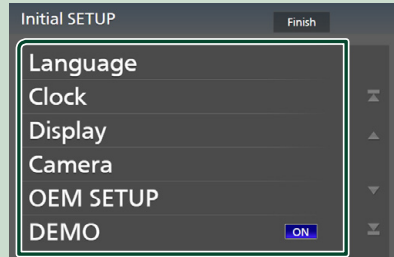 Initial SETUP
Finish
Language
Clock
Display
Camera
OEM SETUP
DEMO
ON